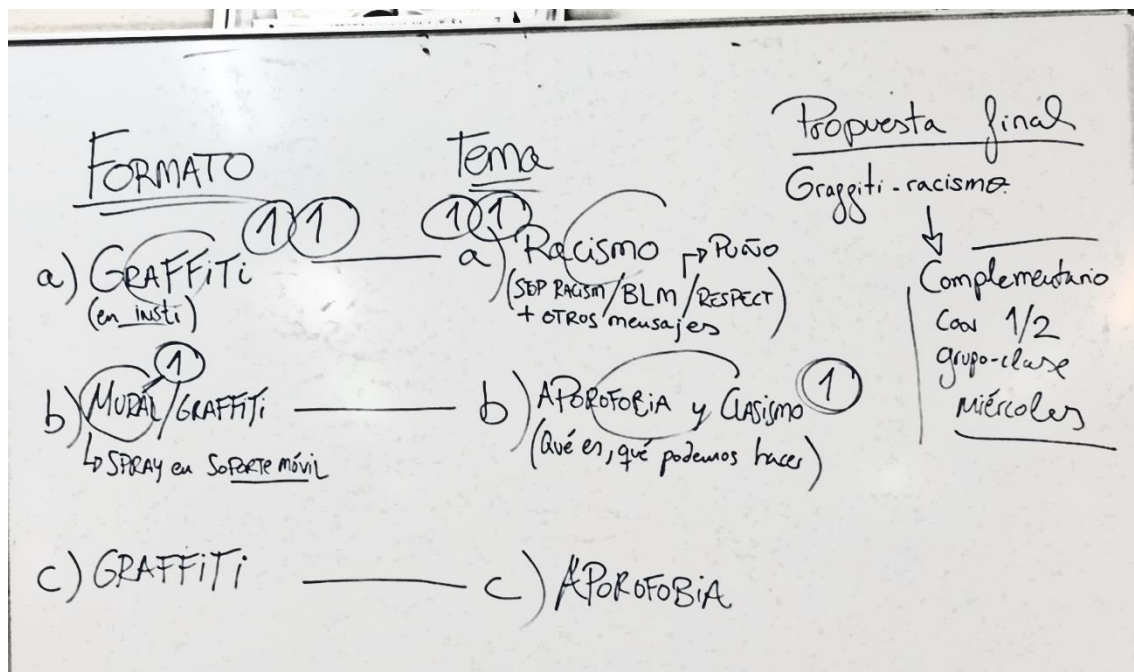 FORMATO
1 1
a) GRAFFITI
(en insti)
1
b) MURAL/GRAFFITI
↳ SPRAY en SOPORTE móvil
c) GRAFFITI
Tema
1 1
a) Racismo → PUÑO
(SEP RACISM/BLM/RESPECT)
+ OTROS mensajes
b) APOROFOBIA y CLASISMO 1
(Qué es, qué podemos hacer)
c) APOROFOBIA
Propuesta final
Graggiti-racismo.
↓
Complementario
Con 1/2
grupo-clase
Miércoles